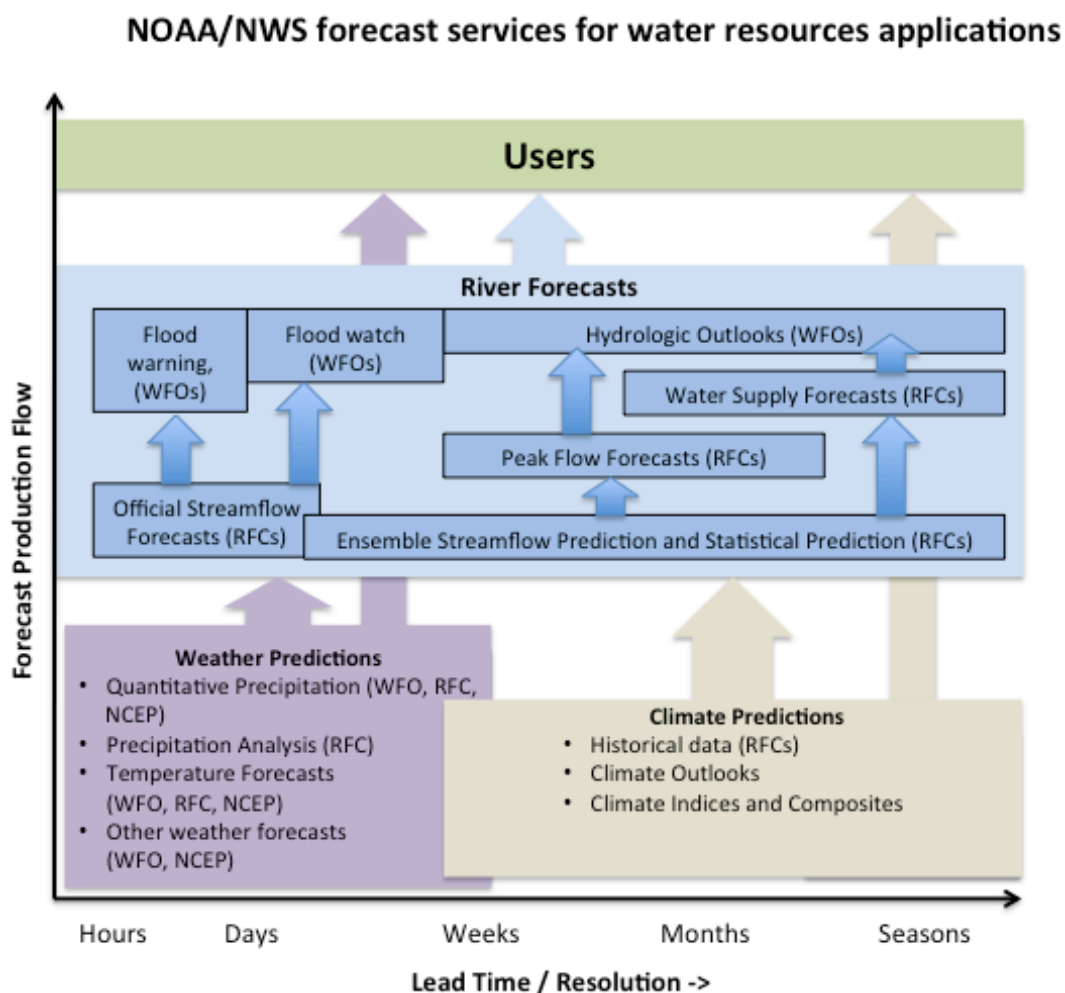 NOAA/NWS forecast services for water resources applications
Users
River Forecasts
Flood
warning,
(WFOs)
Flood watch
(WFOs)
Hydrologic Outlooks (WFOs)
Water Supply Forecasts (RFCs)
Peak Flow Forecasts (RFCs)
Official Streamflow
Forecasts (RFCs)
Ensemble Streamflow Prediction and Statistical Prediction (RFCs)
Forecast Production Flow
Weather Predictions
• Quantitative Precipitation (WFO, RFC,
NCEP)
• Precipitation Analysis (RFC)
• Temperature Forecasts
(WFO, RFC, NCEP)
• Other weather forecasts
(WFO, NCEP)
Climate Predictions
• Historical data (RFCs)
• Climate Outlooks
• Climate Indices and Composites
Hours Days Weeks Months Seasons
Lead Time / Resolution ->